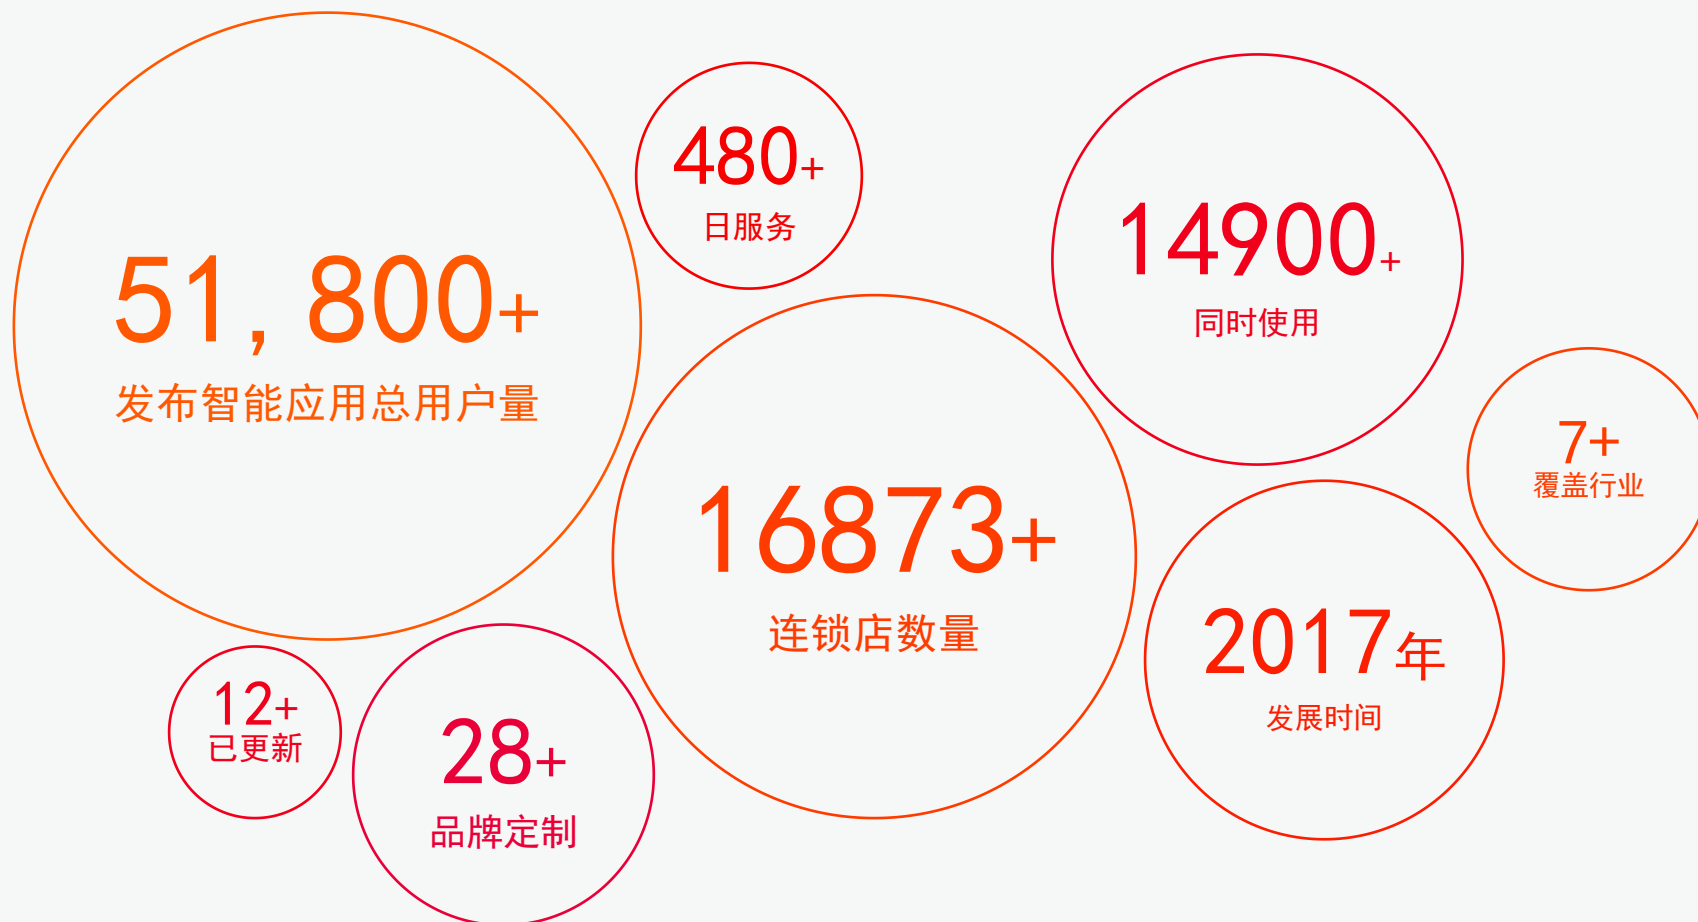 480+
日服务
14900+
同时使用
51,800+
发布智能应用总用户量
7+
覆盖行业
16873+
连锁店数量
2017年
发展时间
12+
已更新
28+
品牌定制